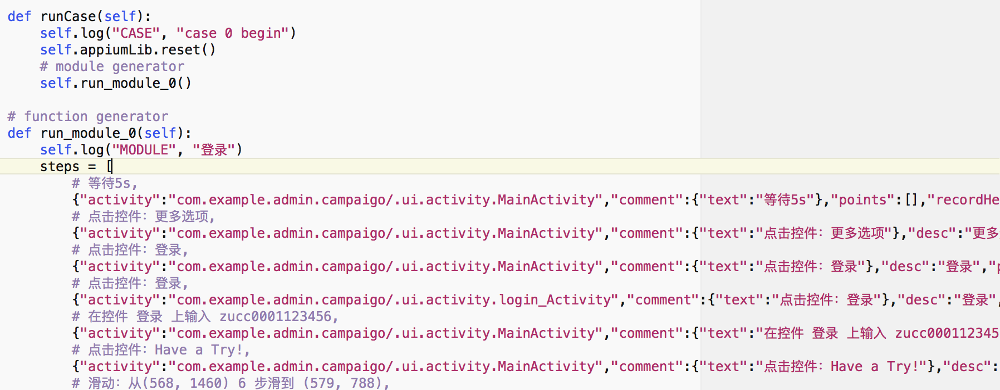 def runCase(self):
    self.log("CASE", "case 0 begin")
    self.appiumLib.reset()
    # module generator
    self.run_module_0()

# function generator
def run_module_0(self):
    self.log("MODULE", "登录")
    steps = [
        # 等待5s,
        {"activity":"com.example.admin.campaigo/.ui.activity.MainActivity","comment":{"text":"等待5s"},"points":[],"recordHe
        # 点击控件: 更多选项,
        {"activity":"com.example.admin.campaigo/.ui.activity.MainActivity","comment":{"text":"点击控件: 更多选项"},"desc":"更多
        # 点击控件: 登录,
        {"activity":"com.example.admin.campaigo/.ui.activity.MainActivity","comment":{"text":"点击控件: 登录"},"desc":"登录","p
        # 点击控件: 登录,
        {"activity":"com.example.admin.campaigo/.ui.activity.login_Activity","comment":{"text":"点击控件: 登录"},"desc":"登录",
        # 在控件 登录 上输入 zucc0001123456,
        {"activity":"com.example.admin.campaigo/.ui.activity.MainActivity","comment":{"text":"在控件 登录 上输入 zucc000112345
        # 点击控件: Have a Try!,
        {"activity":"com.example.admin.campaigo/.ui.activity.MainActivity","comment":{"text":"点击控件: Have a Try!"},"desc":
        # 滑动: 从(568, 1460) 6 步滑到 (579, 788),